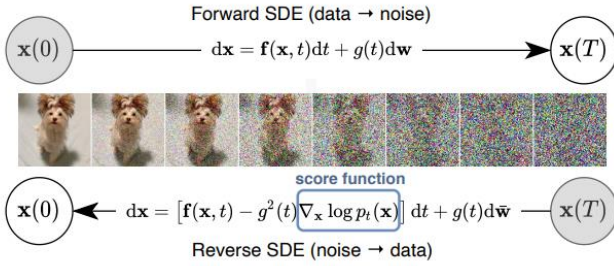 Forward SDE (data → noise)
x(0) dx = f(x, t)dt + g(t)dw x(T)
score function
x(0) dx = [f(x, t) − g²(t)∇ₓ log pₜ(x)] dt + g(t)dw̄ x(T)
Reverse SDE (noise → data)